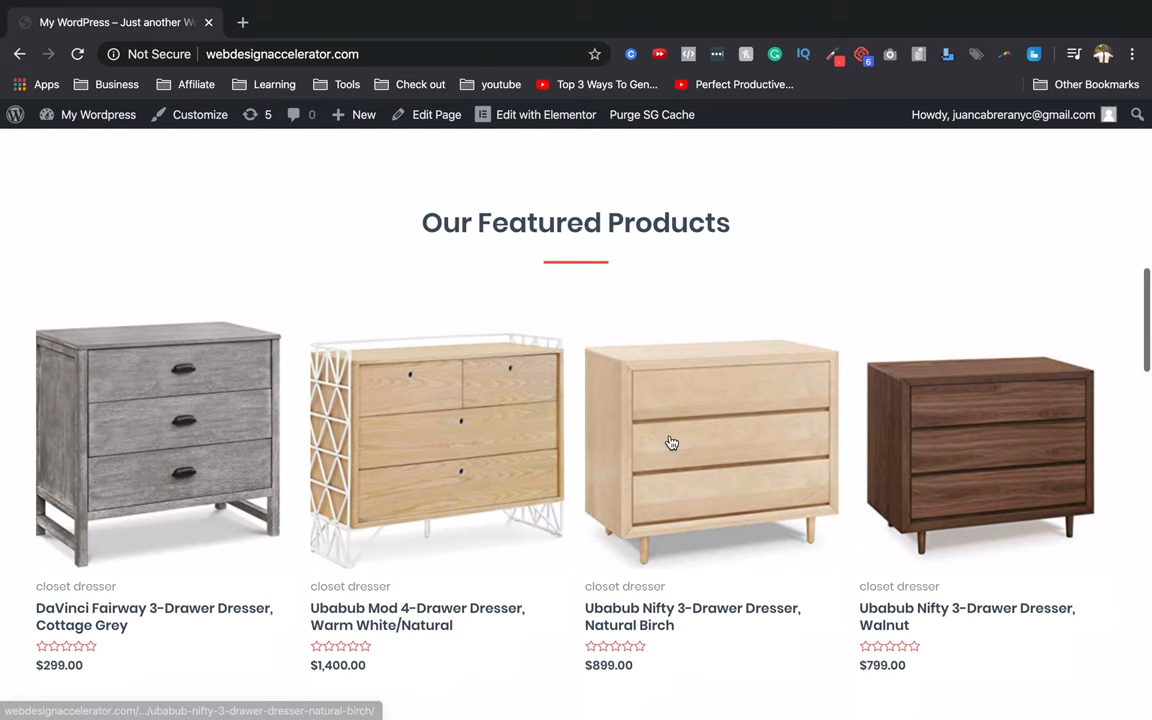 My WordPress – Just another Wo
Not Secure
webdesignaccelerator.com
6
Apps
Business
Affiliate
Learning
Tools
Check out
youtube
Top 3 Ways To Gen...
Perfect Productive...
Other Bookmarks
My Wordpress
Customize
5
0
New
Edit Page
Edit with Elementor
Purge SG Cache
Howdy, juancabreranyc@gmail.com
Our Featured Products
closet dresser
DaVinci Fairway 3-Drawer Dresser,
Cottage Grey
$299.00
closet dresser
Ubabub Mod 4-Drawer Dresser,
Warm White/Natural
$1,400.00
closet dresser
Ubabub Nifty 3-Drawer Dresser,
Natural Birch
$899.00
closet dresser
Ubabub Nifty 3-Drawer Dresser,
Walnut
$799.00
webdesignaccelerator.com/.../ubabub-nifty-3-drawer-dresser-natural-birch/